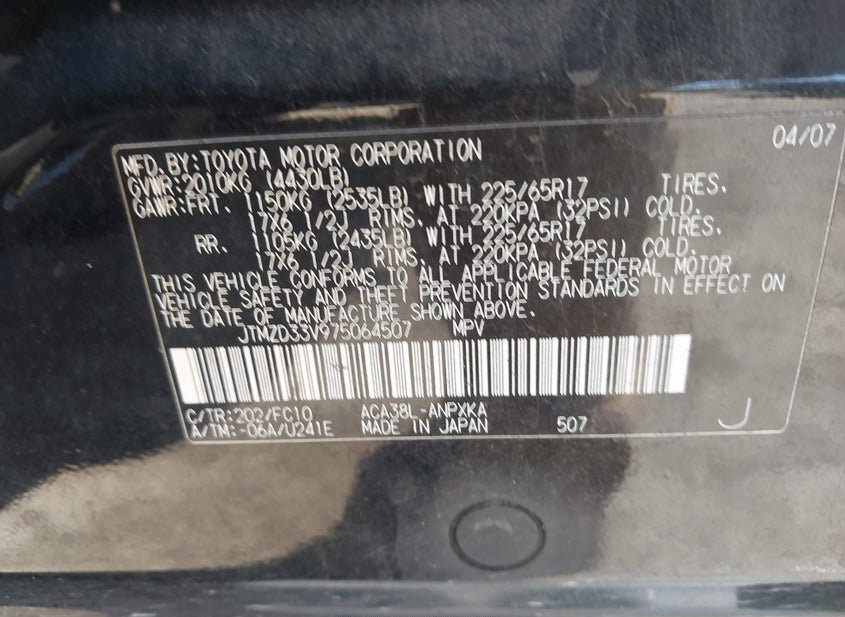 04/07
MFD.BY:TOYOTA MOTOR CORPORATION
GVWR:2010KG (4430LB)
GAWR:FRT. 1150KG (2535LB) WITH 225/65R17 TIRES,
17X6 1/2J RIMS, AT 220KPA (32PSI) COLD.
RR. 1105KG (2435LB) WITH 225/65R17 TIRES,
17X6 1/2J RIMS, AT 220KPA (32PSI) COLD.
THIS VEHICLE CONFORMS TO ALL APPLICABLE FEDERAL MOTOR
VEHICLE SAFETY AND THEFT PREVENTION STANDARDS IN EFFECT ON
THE DATE OF MANUFACTURE SHOWN ABOVE.
JTMZD33V975064507 MPV
C/TR:202/FC10 ACA38L-ANPXKA
A/TM:-06A/U241E MADE IN JAPAN 507 J